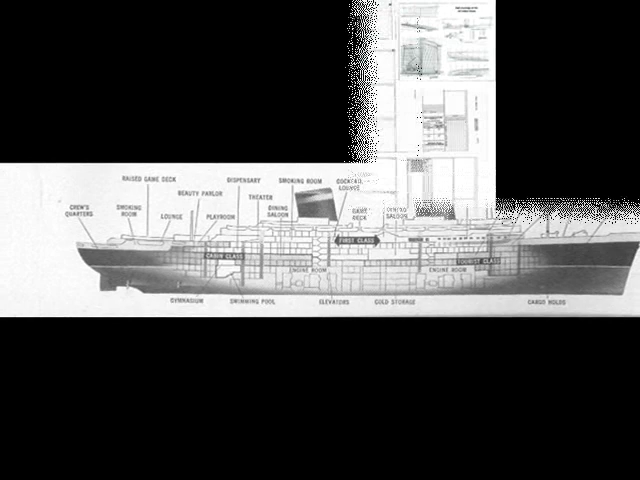 RAISED GAME DECK
DISPENSARY
SMOKING ROOM
COCKTAIL
LOUNGE
BEAUTY PARLOR
THEATER
CREW'S
QUARTERS
SMOKING
ROOM
LOUNGE
PLAYROOM
DINING
SALOON
GAME
DECK
DINING
SALOON
FIRST CLASS
CABIN CLASS
TOURIST CLASS
ENGINE ROOM
ENGINE ROOM
GYMNASIUM
SWIMMING POOL
ELEVATORS
COLD STORAGE
CARGO HOLDS